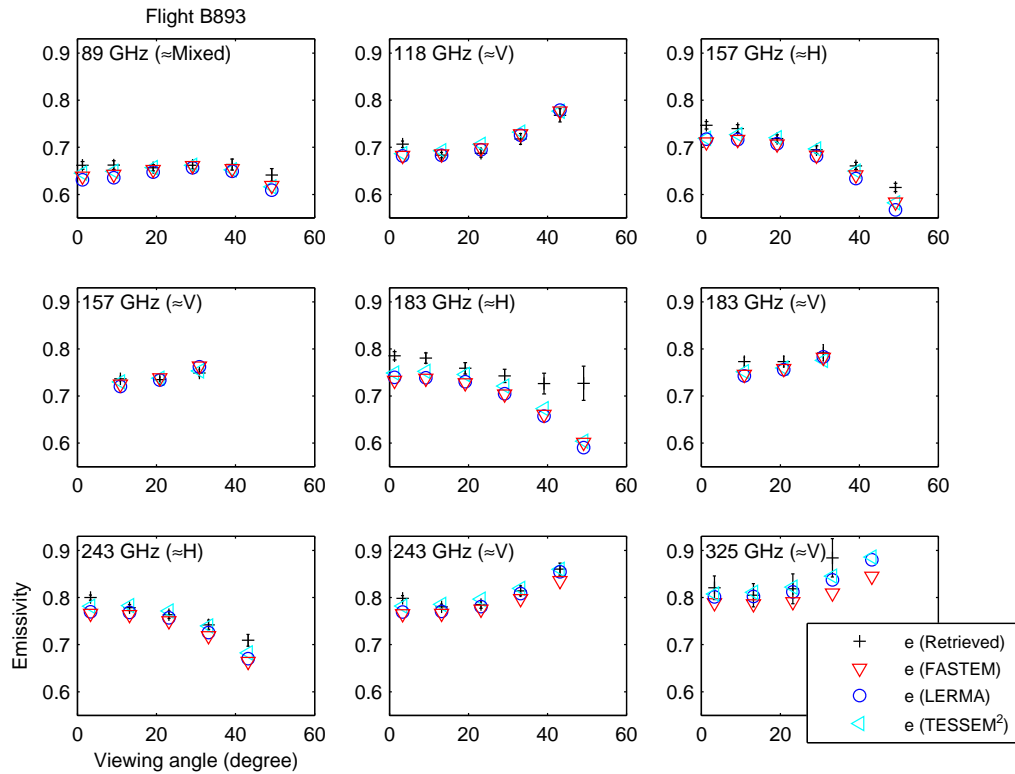 Flight B893
89 GHz (≈Mixed)
118 GHz (≈V)
157 GHz (≈H)
0.9
0.8
0.7
0.6
0 20 40 60
0.9
0.8
0.7
0.6
0 20 40 60
0.9
0.8
0.7
0.6
0 20 40 60
157 GHz (≈V)
183 GHz (≈H)
183 GHz (≈V)
0.9
0.8
0.7
0.6
0 20 40 60
0.9
0.8
0.7
0.6
0 20 40 60
0.9
0.8
0.7
0.6
0 20 40 60
243 GHz (≈H)
243 GHz (≈V)
325 GHz (≈V)
0.9
0.8
0.7
0.6
0 20 40 60
Emissivity
Viewing angle (degree)
0.9
0.8
0.7
0.6
0 20 40 60
0.9
0.8
0.7
0.6
0 20 40 60
e (Retrieved)
e (FASTEM)
e (LERMA)
e (TESSEM²)